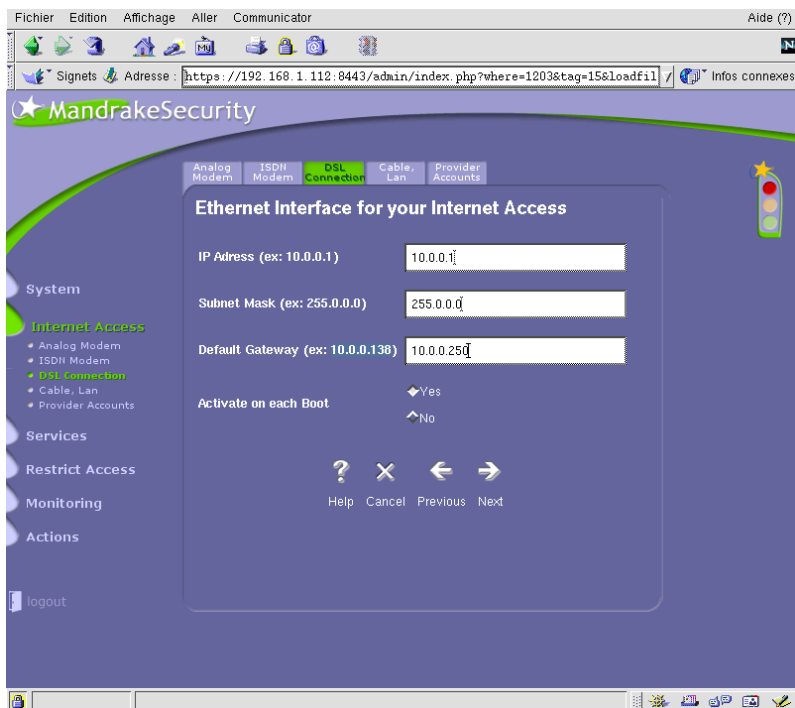 Fichier Edition Affichage Aller Communicator Aide (?)
Signets Adresse : https://192.168.1.112:8443/admin/index.php?where=1203&tag=15&loadfil Infos connexes
MandrakeSecurity
Analog Modem
ISDN Modem
DSL Connection
Cable, Lan
Provider Accounts
Ethernet Interface for your Internet Access
IP Adress (ex: 10.0.0.1) 10.0.0.1
Subnet Mask (ex: 255.0.0.0) 255.0.0.0
Default Gateway (ex: 10.0.0.138) 10.0.0.250
Activate on each Boot
Yes
No
Help Cancel Previous Next
System
Internet Access
Analog Modem
ISDN Modem
DSL Connection
Cable, Lan
Provider Accounts
Services
Restrict Access
Monitoring
Actions
logout